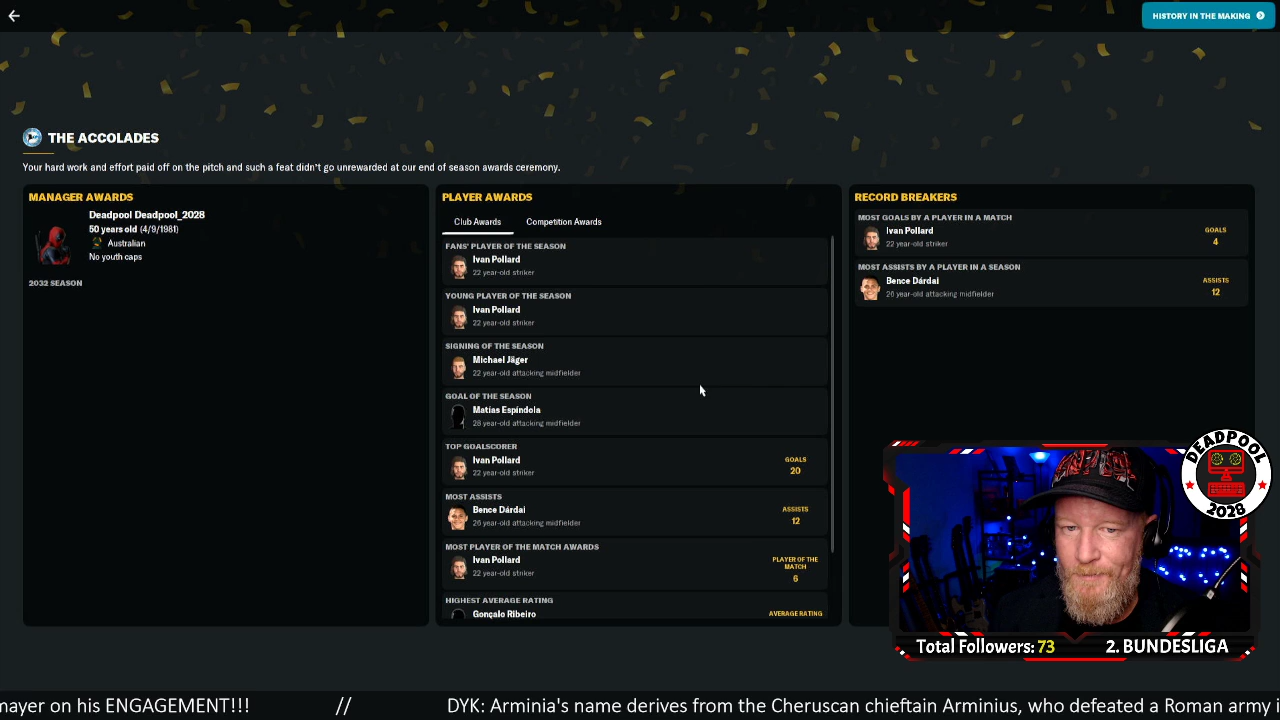 HISTORY IN THE MAKING
THE ACCOLADES
Your hard work and effort paid off on the pitch and such a feat didn't go unrewarded at our end of season awards ceremony.
MANAGER AWARDS
Deadpool Deadpool_2028
50 years old (4/9/1981)
Australian
No youth caps
2032 SEASON
PLAYER AWARDS
Club Awards Competition Awards
FANS' PLAYER OF THE SEASON
Ivan Pollard
22 year-old striker
YOUNG PLAYER OF THE SEASON
Ivan Pollard
22 year-old striker
SIGNING OF THE SEASON
Michael Jäger
22 year-old attacking midfielder
GOAL OF THE SEASON
Matías Espíndola
28 year-old attacking midfielder
TOP GOALSCORER
Ivan Pollard
22 year-old striker
GOALS
20
MOST ASSISTS
Bence Dárdai
26 year-old attacking midfielder
ASSISTS
12
MOST PLAYER OF THE MATCH AWARDS
Ivan Pollard
22 year-old striker
PLAYER OF THE
MATCH
6
HIGHEST AVERAGE RATING
Gonçalo Ribeiro
AVERAGE RATING
RECORD BREAKERS
MOST GOALS BY A PLAYER IN A MATCH
Ivan Pollard
22 year-old striker
GOALS
4
MOST ASSISTS BY A PLAYER IN A SEASON
Bence Dárdai
26 year-old attacking midfielder
ASSISTS
12
DEADPOOL
2028
Total Followers: 73 2. BUNDESLIGA
mayer on his ENGAGEMENT!!! // DYK: Arminia's name derives from the Cheruscan chieftain Arminius, who defeated a Roman army i